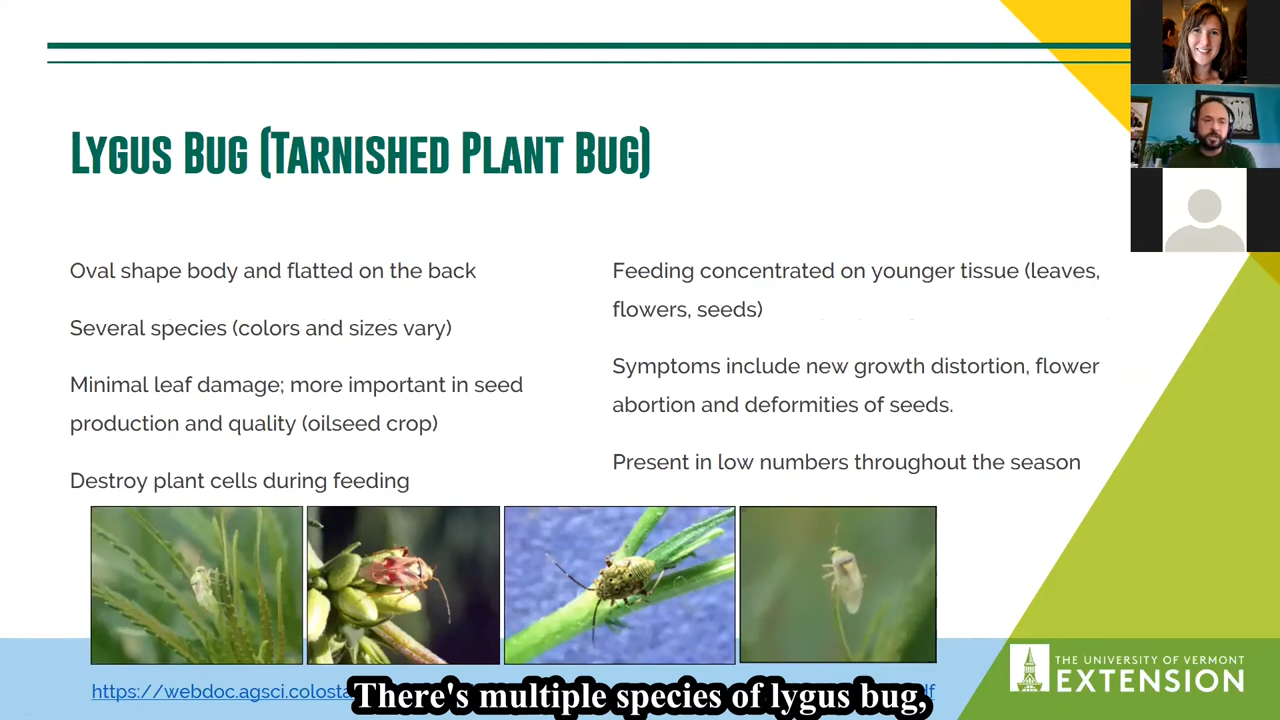 Lygus Bug (Tarnished Plant Bug)
Oval shape body and flatted on the back
Several species (colors and sizes vary)
Minimal leaf damage; more important in seed
production and quality (oilseed crop)
Destroy plant cells during feeding
Feeding concentrated on younger tissue (leaves,
flowers, seeds)
Symptoms include new growth distortion, flower
abortion and deformities of seeds.
Present in low numbers throughout the season
https://webdoc.agsci.colosta
df
There's multiple species of lygus bug,
THE UNIVERSITY OF VERMONT
EXTENSION